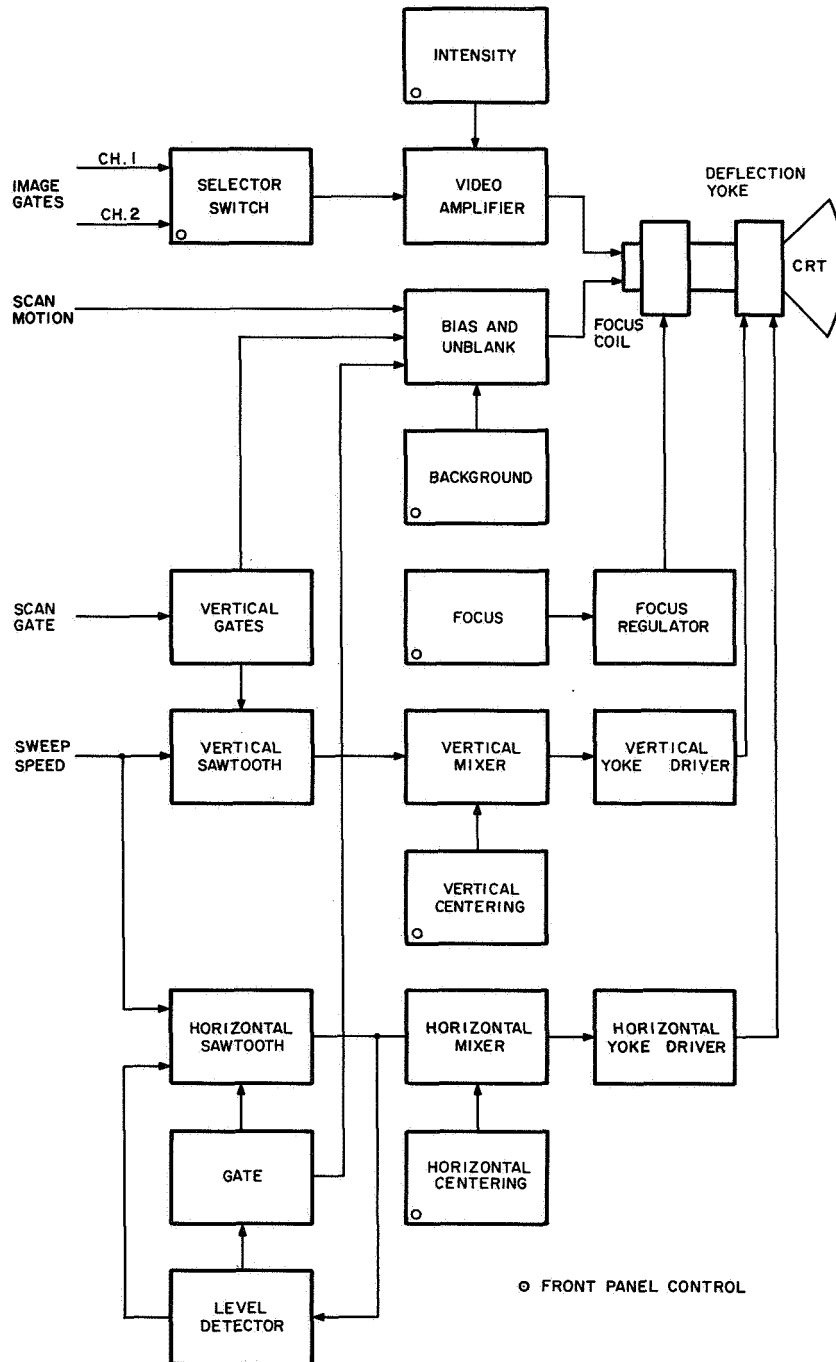 INTENSITY
CH. 1
IMAGE
GATES
CH. 2
SELECTOR
SWITCH
VIDEO
AMPLIFIER
DEFLECTION
YOKE
CRT
SCAN
MOTION
BIAS AND
UNBLANK
FOCUS
COIL
BACKGROUND
SCAN
GATE
VERTICAL
GATES
FOCUS
FOCUS
REGULATOR
SWEEP
SPEED
VERTICAL
SAWTOOTH
VERTICAL
MIXER
VERTICAL
YOKE DRIVER
VERTICAL
CENTERING
HORIZONTAL
SAWTOOTH
HORIZONTAL
MIXER
HORIZONTAL
YOKE DRIVER
GATE
HORIZONTAL
CENTERING
LEVEL
DETECTOR
FRONT PANEL CONTROL